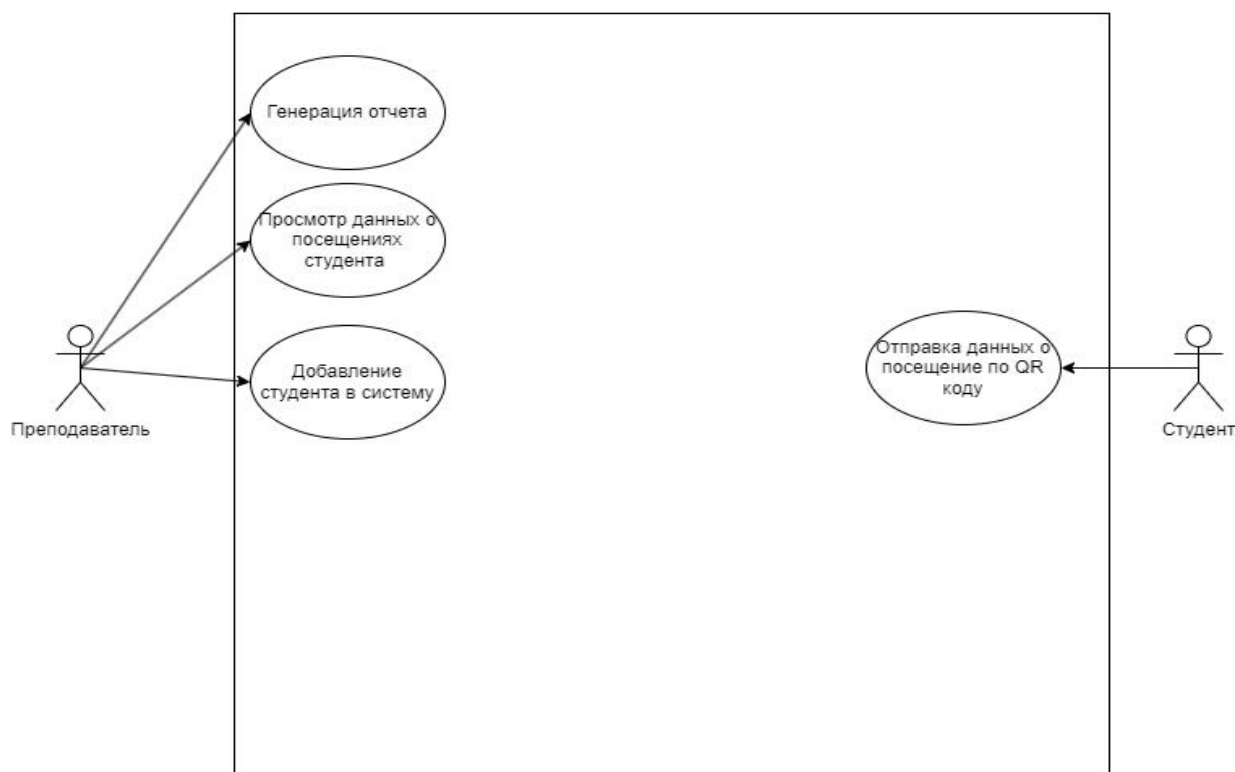 Генерация отчета
Просмотр данных о
посещениях
студента
Добавление
студента в систему
Преподаватель
Отправка данных о
посещение по QR
коду
Студент